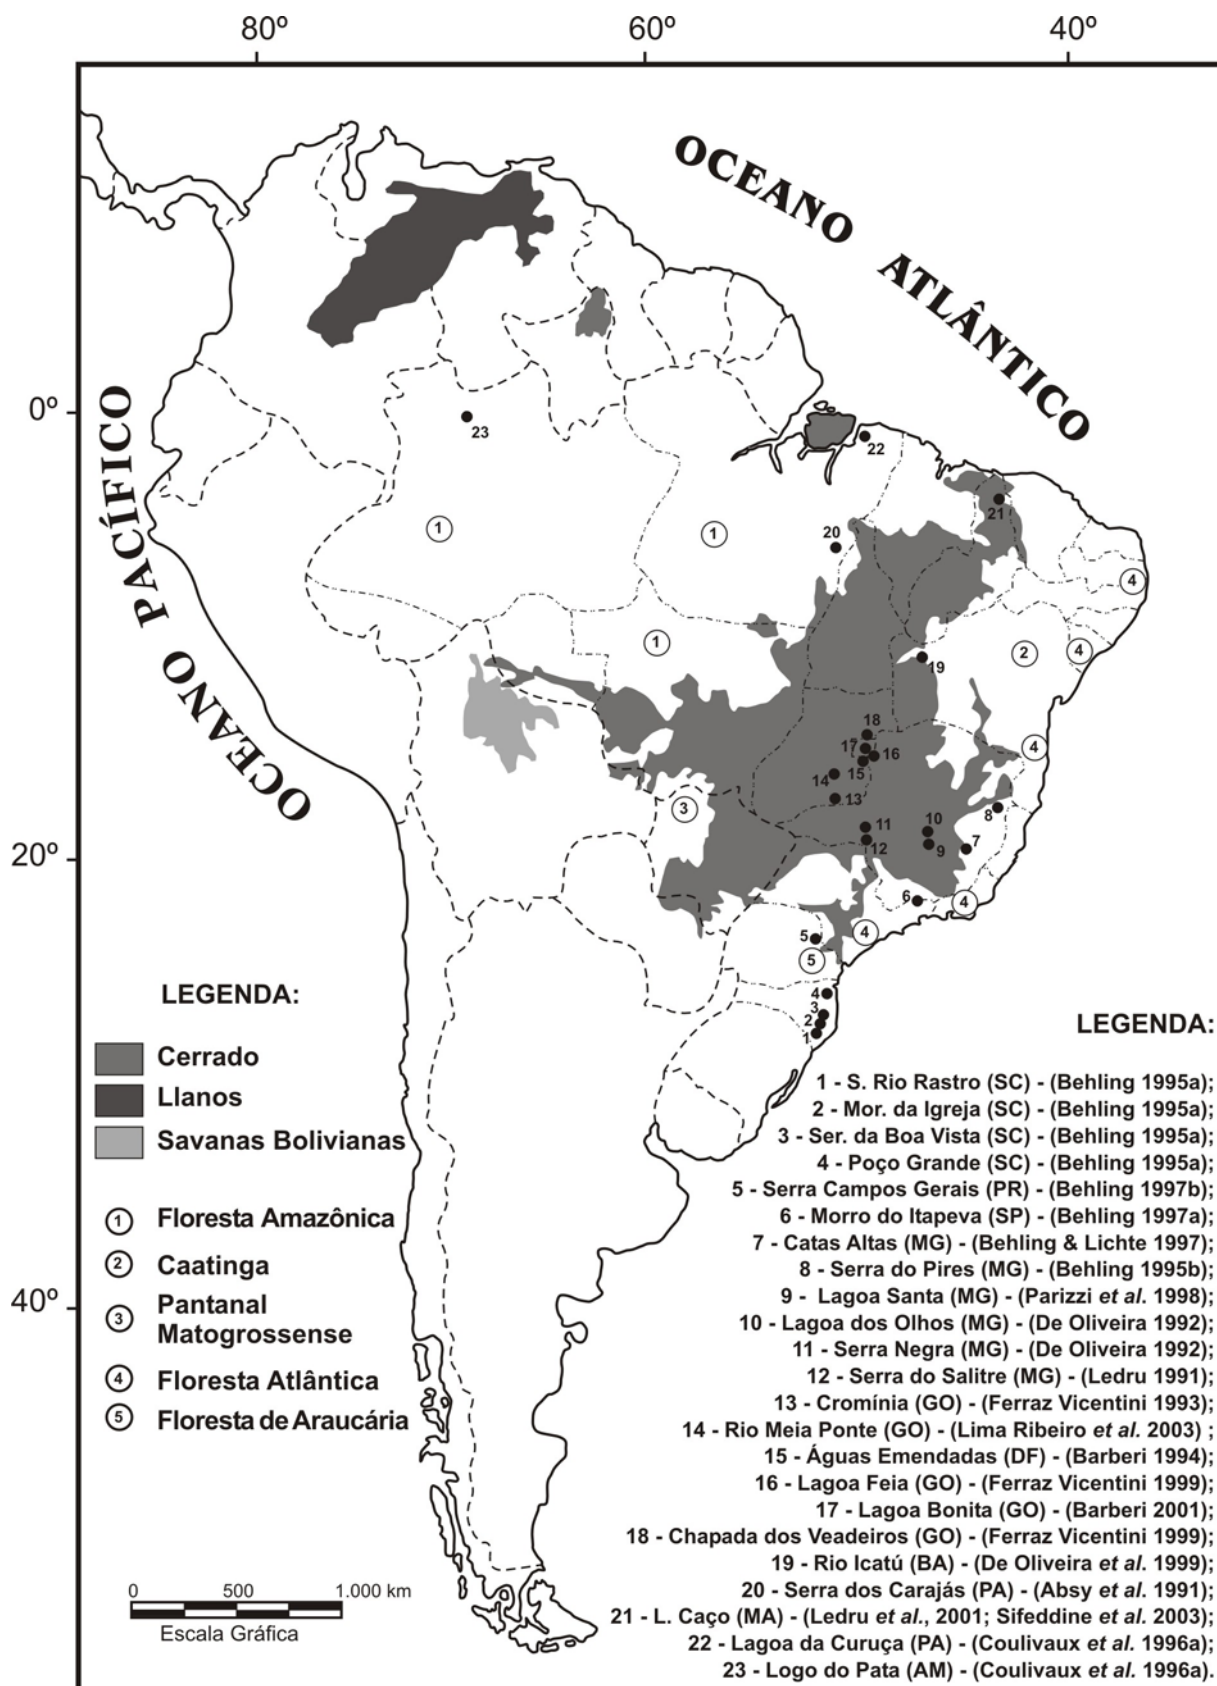 80º 60º 40º
OCEANO ATLÂNTICO
OCEANO PACÍFICO
0º
20º
40º
23
22
21
20
1
1
1
4
4
2
19
18
17
16
15
14
13
4
3
11
12
10
9
8
7
6
4
4
5
5
4
3
2
1
LEGENDA:
Cerrado
Llanos
Savanas Bolivianas
1 Floresta Amazônica
2 Caatinga
3 Pantanal
Matogrossense
4 Floresta Atlântica
5 Floresta de Araucária
0 500 1.000 km
Escala Gráfica
LEGENDA:
1 - S. Rio Rastro (SC) - (Behling 1995a);
2 - Mor. da Igreja (SC) - (Behling 1995a);
3 - Ser. da Boa Vista (SC) - (Behling 1995a);
4 - Poço Grande (SC) - (Behling 1995a);
5 - Serra Campos Gerais (PR) - (Behling 1997b);
6 - Morro do Itapeva (SP) - (Behling 1997a);
7 - Catas Altas (MG) - (Behling & Lichte 1997);
8 - Serra do Pires (MG) - (Behling 1995b);
9 - Lagoa Santa (MG) - (Parizzi et al. 1998);
10 - Lagoa dos Olhos (MG) - (De Oliveira 1992);
11 - Serra Negra (MG) - (De Oliveira 1992);
12 - Serra do Salitre (MG) - (Ledru 1991);
13 - Cromínia (GO) - (Ferraz Vicentini 1993);
14 - Rio Meia Ponte (GO) - (Lima Ribeiro et al. 2003) ;
15 - Águas Emendadas (DF) - (Barberi 1994);
16 - Lagoa Feia (GO) - (Ferraz Vicentini 1999);
17 - Lagoa Bonita (GO) - (Barberi 2001);
18 - Chapada dos Veadeiros (GO) - (Ferraz Vicentini 1999);
19 - Rio Icatú (BA) - (De Oliveira et al. 1999);
20 - Serra dos Carajás (PA) - (Absy et al. 1991);
21 - L. Caço (MA) - (Ledru et al., 2001; Sifeddine et al. 2003);
22 - Lagoa da Curuça (PA) - (Coulivaux et al. 1996a);
23 - Logo do Pata (AM) - (Coulivaux et al. 1996a).